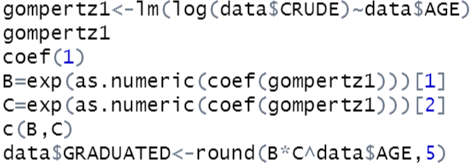 gompertz1<-lm(log(data$CRUDE)~data$AGE)
gompertz1
coef(1)
B=exp(as.numeric(coef(gompertz1)))[1]
C=exp(as.numeric(coef(gompertz1)))[2]
c(B,C)
data$GRADUATED<-round(B*C^data$AGE,5)